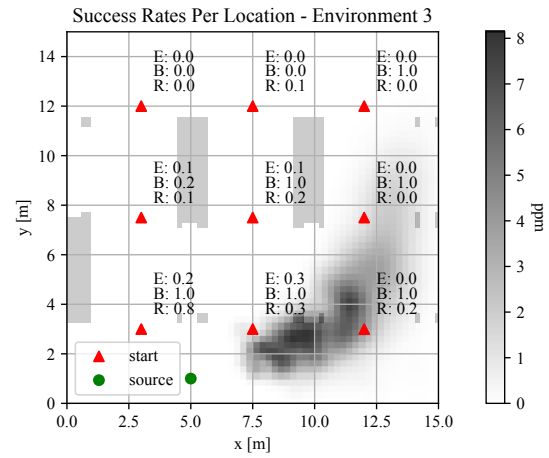 Success Rates Per Location - Environment 3
E: 0.0
B: 0.0
R: 0.0
E: 0.0
B: 0.0
R: 0.1
E: 0.0
B: 1.0
R: 0.0
E: 0.1
B: 0.2
R: 0.1
E: 0.1
B: 1.0
R: 0.2
E: 0.0
B: 1.0
R: 0.0
E: 0.2
B: 1.0
R: 0.8
E: 0.3
B: 1.0
R: 0.3
E: 0.0
B: 1.0
R: 0.2
14
12
10
8
6
4
2
0
y [m]
start
source
0.0 2.5 5.0 7.5 10.0 12.5 15.0
x [m]
8
7
6
5
4
3
2
1
0
ppm